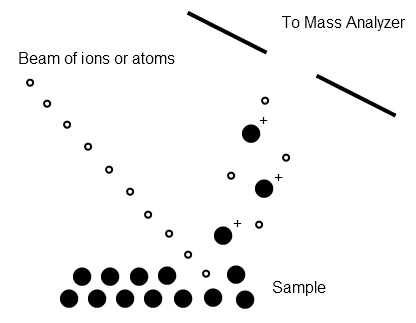 To Mass Analyzer
Beam of ions or atoms
+
+
+
Sample